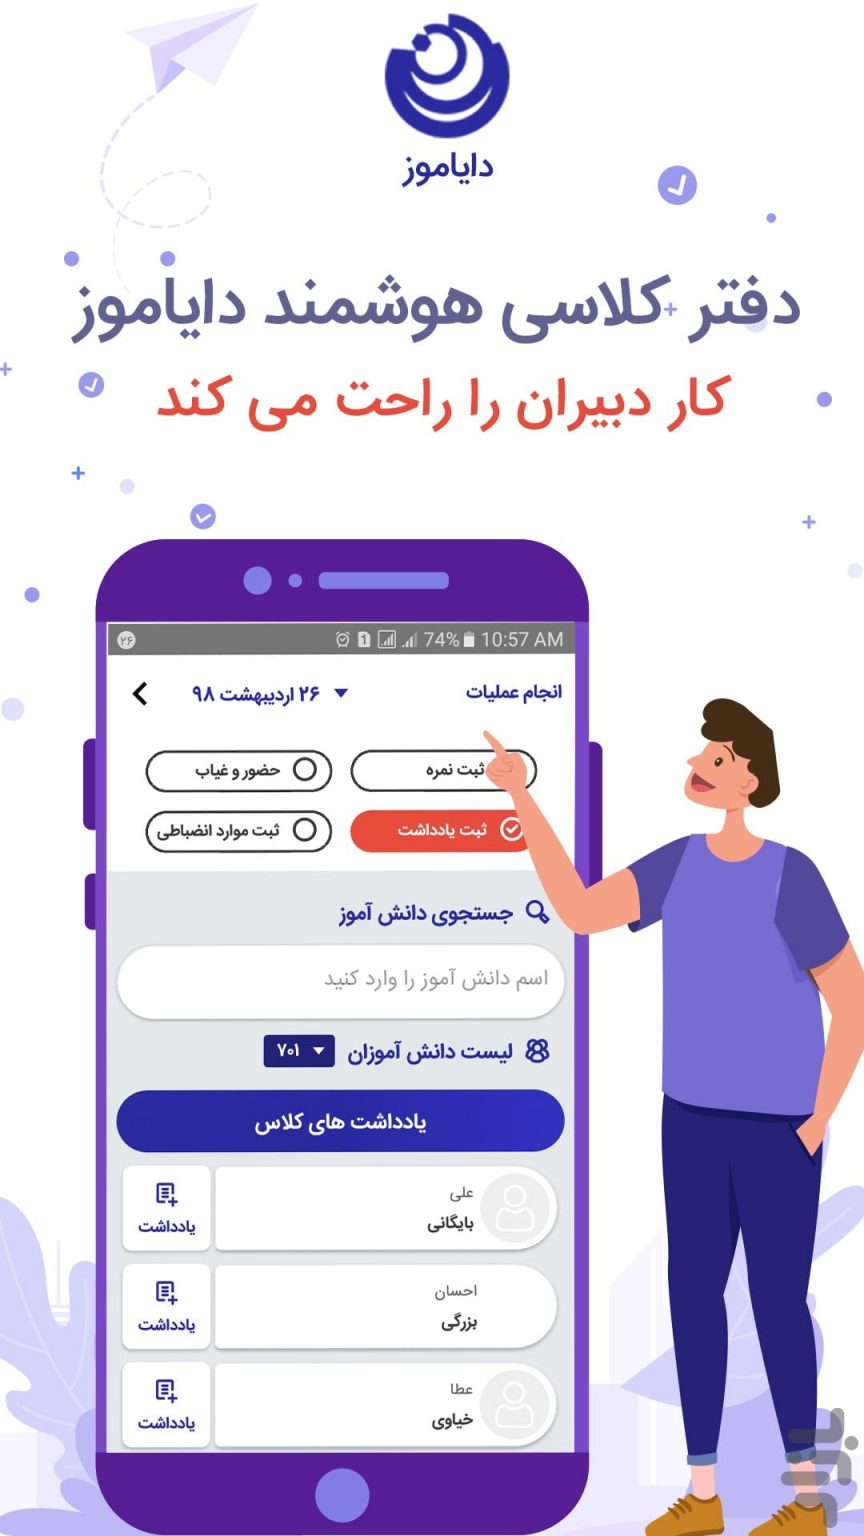 دایاموز
دفتر کلاسی هوشمند دایاموز
کار دبیران را راحت می کند
۲۶ 1 74% 10:57 AM
انجام عملیات ۲۶ اردیبهشت ۹۸
ثبت نمره حضور و غیاب
ثبت یادداشت ثبت موارد انضباطی
جستجوی دانش آموز
اسم دانش آموز را وارد کنید
لیست دانش آموزان ۷۰۱
یادداشت های کلاس
علی
بایگانی
یادداشت
احسان
بزرگی
یادداشت
عطا
خیاوی
یادداشت
بازار